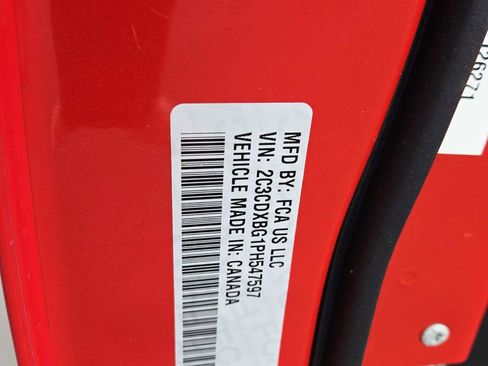 MFD BY: FCA US LLC
VIN: 2C3CDXBG1PH547597
VEHICLE MADE IN: CANADA